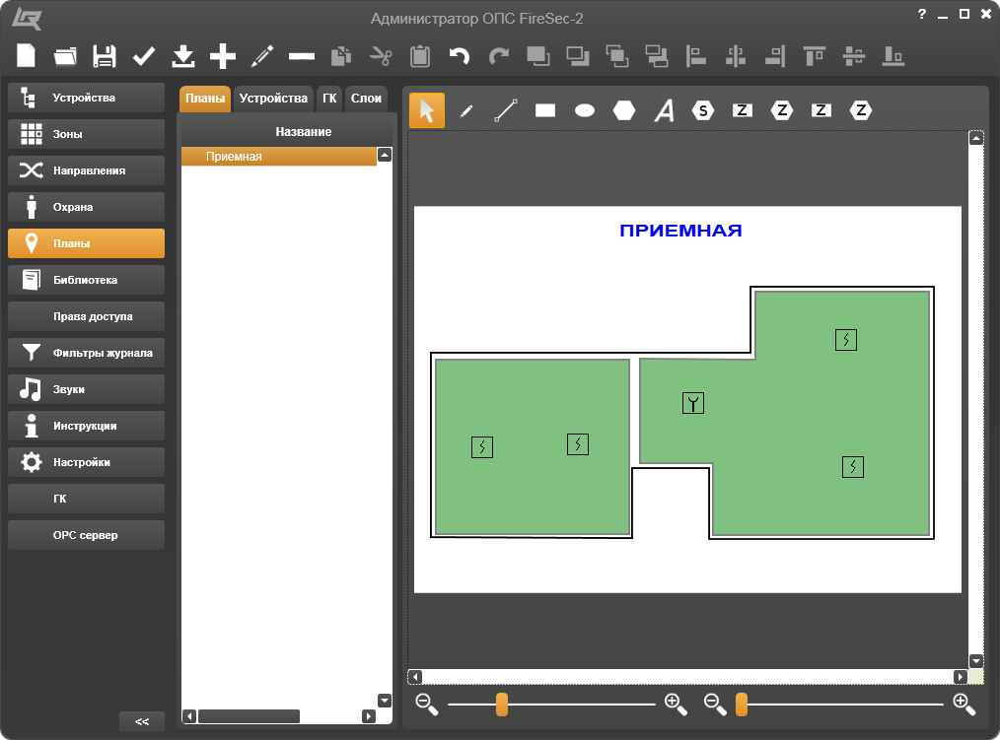 Администратор ОПС FireSec-2
?
Устройства
Зоны
Направления
Охрана
Планы
Библиотека
Права доступа
Фильтры журнала
Звуки
Инструкции
Настройки
ГК
OPC сервер
<<
Планы Устройства ГК Слои
Название
Приемная
A S Z Z Z Z
ПРИЕМНАЯ